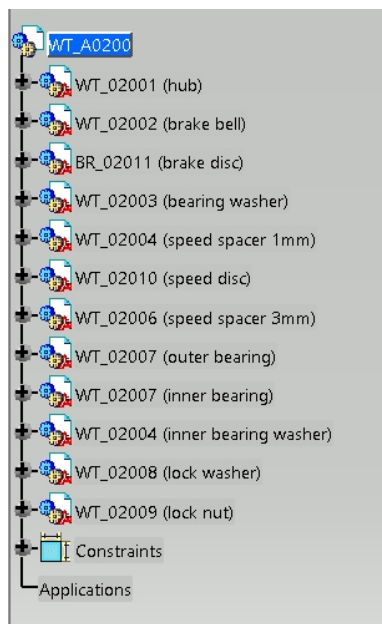 WT_A0200
WT_02001 (hub)
WT_02002 (brake bell)
BR_02011 (brake disc)
WT_02003 (bearing washer)
WT_02004 (speed spacer 1mm)
WT_02010 (speed disc)
WT_02006 (speed spacer 3mm)
WT_02007 (outer bearing)
WT_02007 (inner bearing)
WT_02004 (inner bearing washer)
WT_02008 (lock washer)
WT_02009 (lock nut)
Constraints
Applications